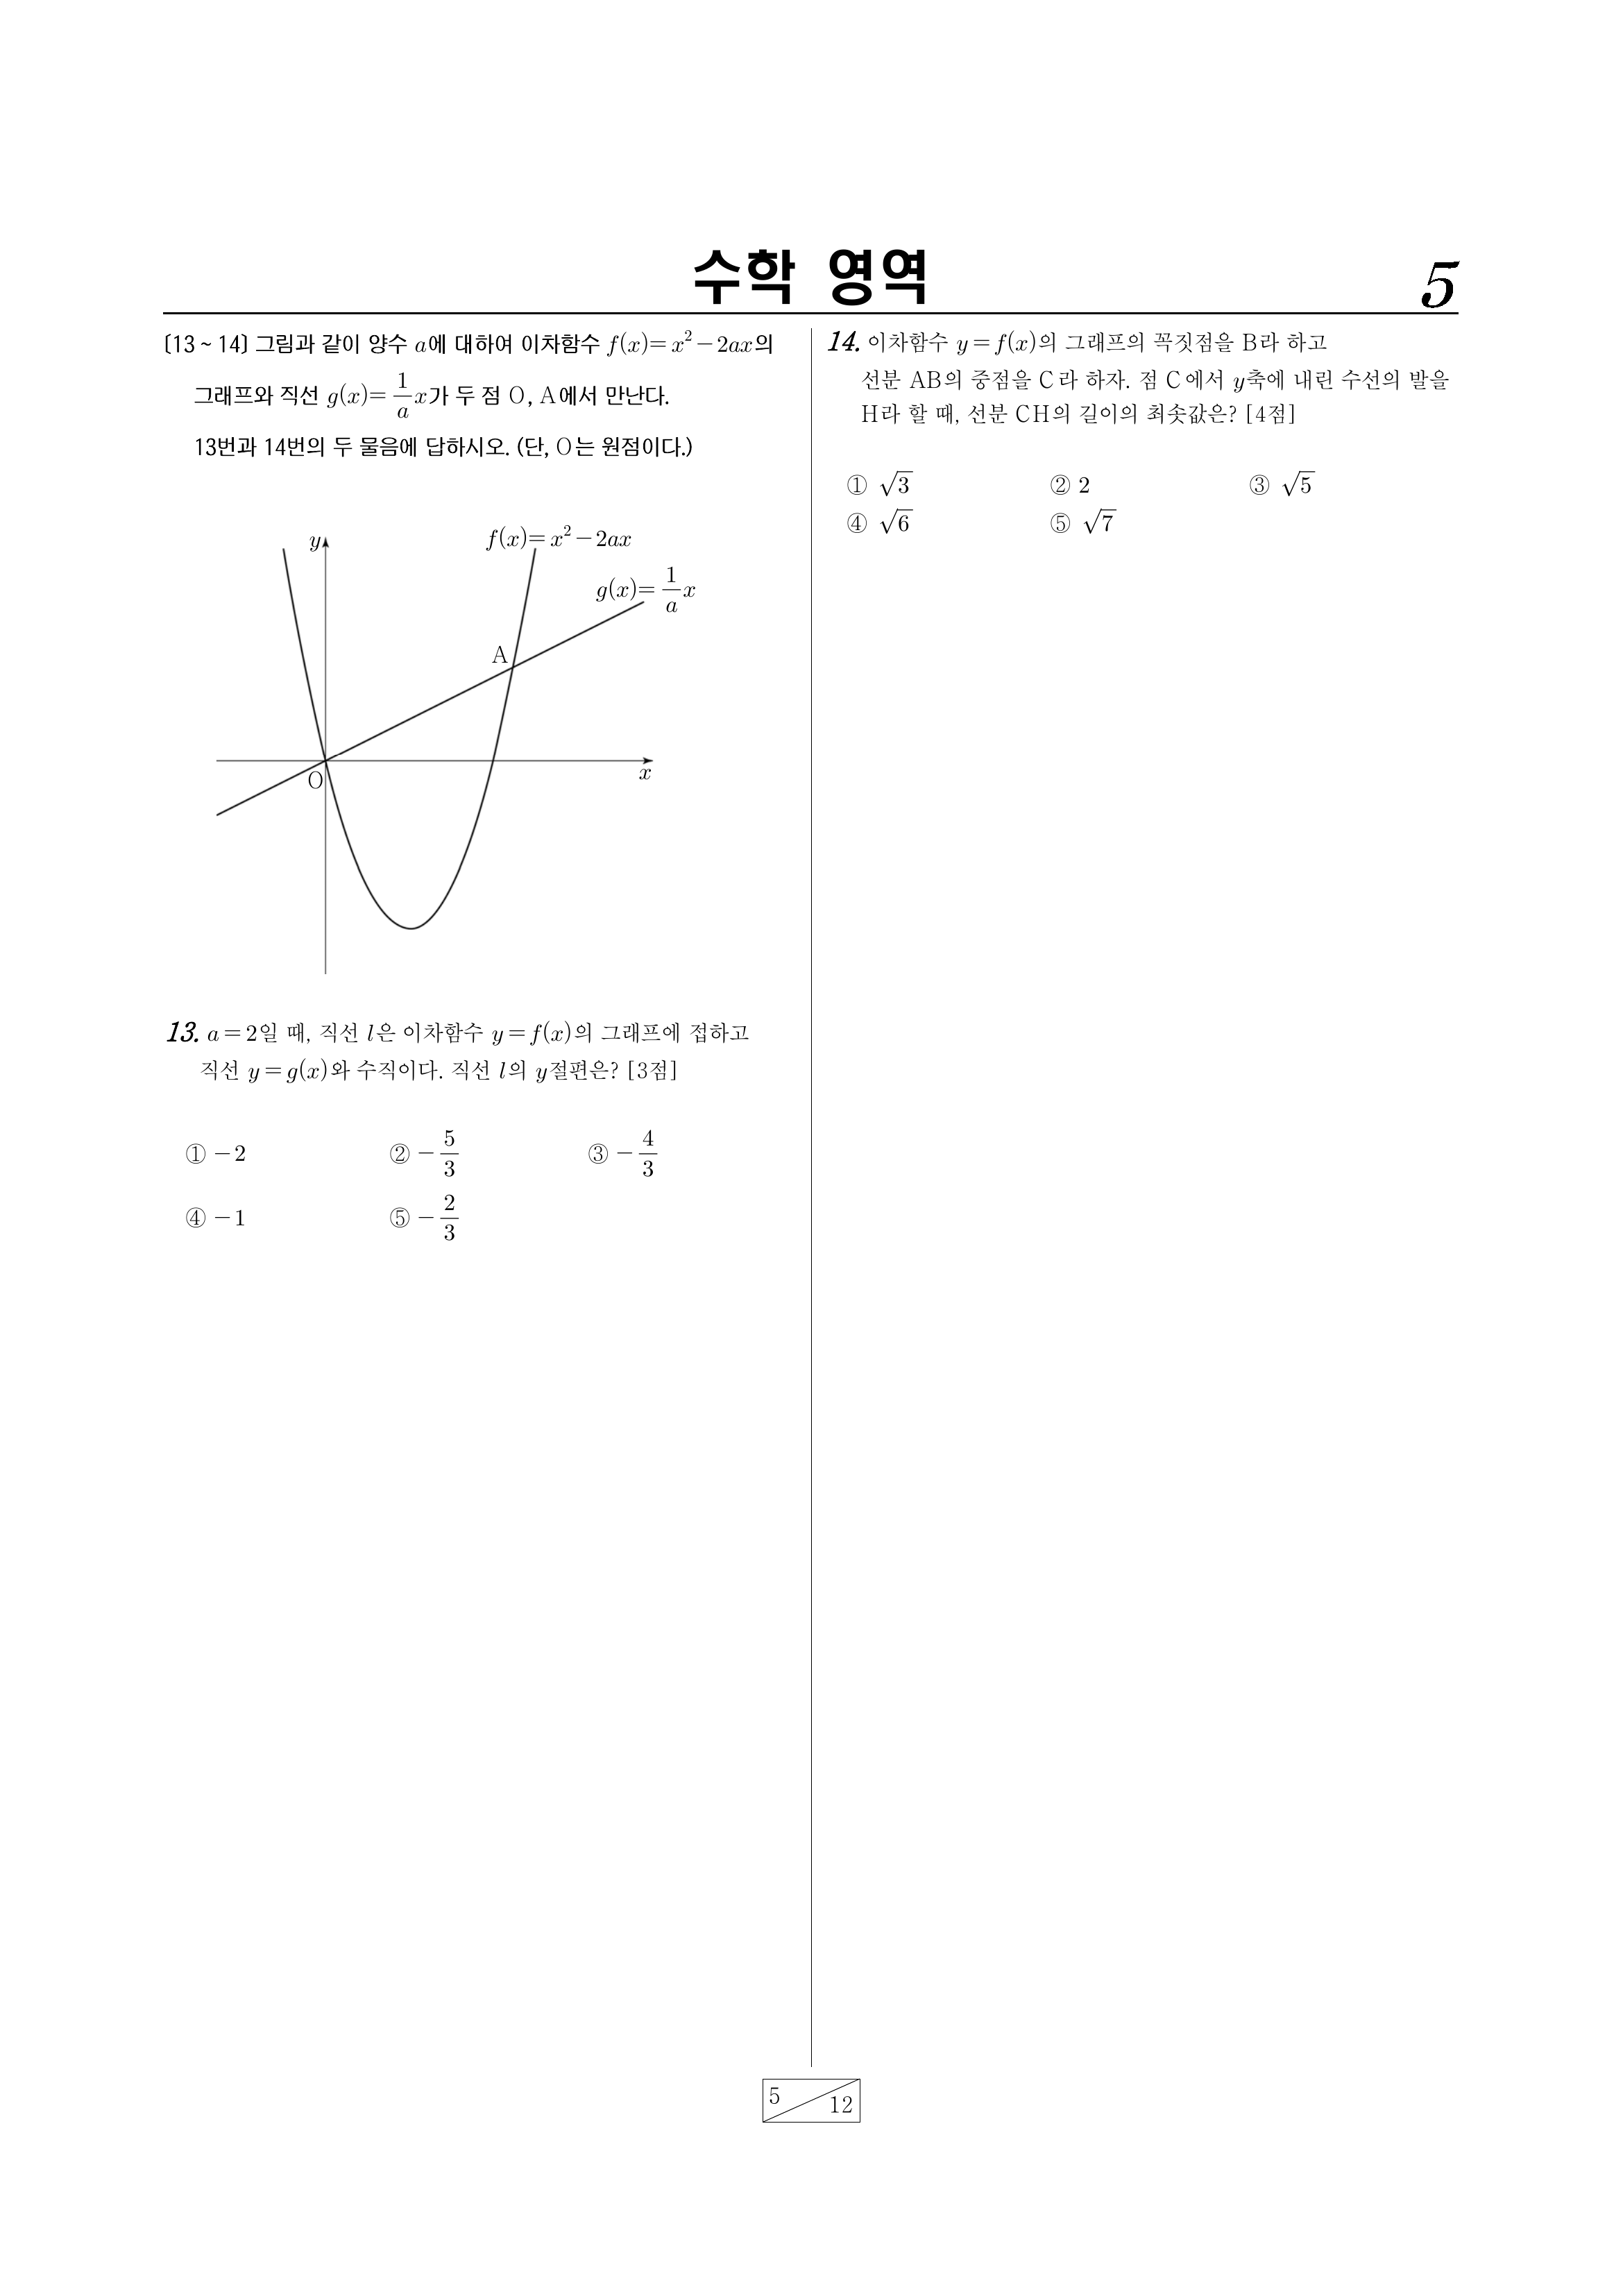 수학 영역
5
[13 ~ 14] 그림과 같이 양수 a에 대하여 이차함수 f(x)=x²-2ax의
그래프와 직선 g(x)=\frac{1}{a}x가 두 점 O, A에서 만난다.
13번과 14번의 두 물음에 답하시오. (단, O는 원점이다.)
y
f(x)=x²-2ax
g(x)=\frac{1}{a}x
A
O
x
13. a=2일 때, 직선 l은 이차함수 y=f(x)의 그래프에 접하고
직선 y=g(x)와 수직이다. 직선 l의 y절편은? [3점]
① -2 ② -\frac{5}{3} ③ -\frac{4}{3}
④ -1 ⑤ -\frac{2}{3}
14. 이차함수 y=f(x)의 그래프의 꼭짓점을 B라 하고
선분 AB의 중점을 C라 하자. 점 C에서 y축에 내린 수선의 발을
H라 할 때, 선분 CH의 길이의 최솟값은? [4점]
① √3 ② 2 ③ √5
④ √6 ⑤ √7
5
12